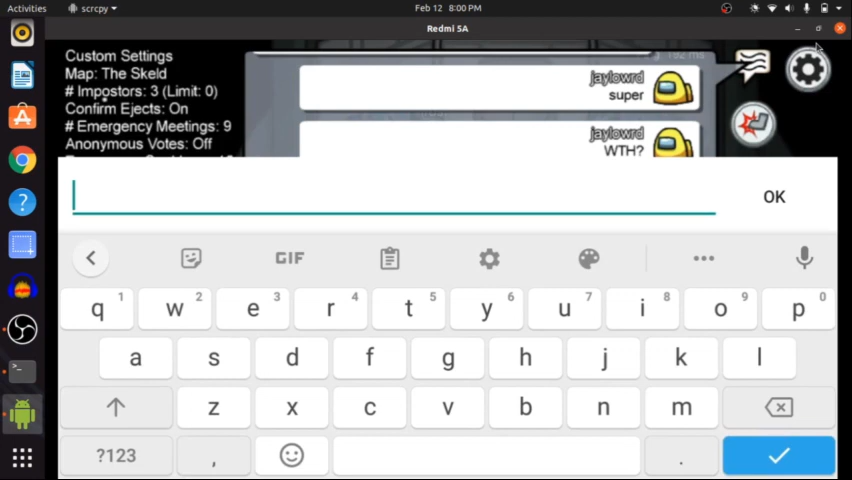 Activities
scrcpy
Feb 12 8:00 PM
Redmi 5A
Custom Settings
Map: The Skeld
# Impostors: 3 (Limit: 0)
Confirm Ejects: On
# Emergency Meetings: 9
Anonymous Votes: Off
jaylowrd
super
jaylowrd
WTH?
OK
GIF
q 1 w 2 e 3 r 4 t 5 y 6 u 7 i 8 o 9 p 0
a s d f g h j k l
z x c v b n m
?123 , .